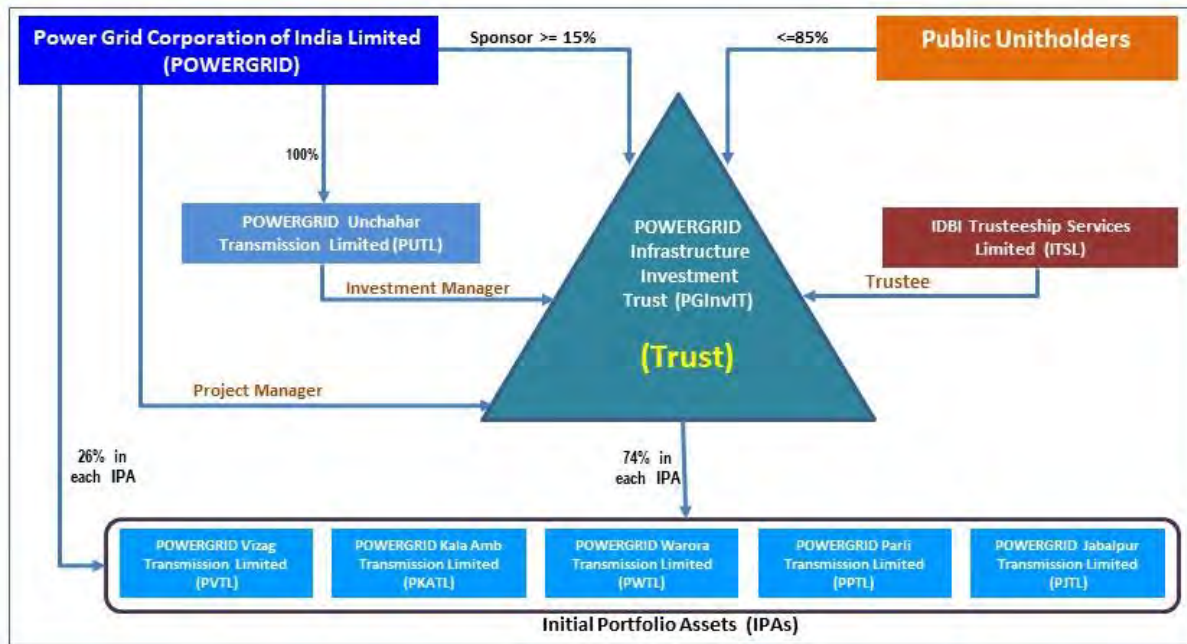 Power Grid Corporation of India Limited
(POWERGRID)
Sponsor >= 15%
<=85%
Public Unitholders
100%
POWERGRID Unchahar
Transmission Limited (PUTL)
POWERGRID
Infrastructure
Investment
Trust (PGInvIT)
(Trust)
IDBI Trusteeship Services
Limited (ITSL)
Investment Manager
Trustee
Project Manager
26% in
each IPA
74% in
each IPA
POWERGRID Vizag
Transmission Limited
(PVTL)
POWERGRID Kala Amb
Transmission Limited
(PKATL)
POWERGRID Warora
Transmission Limited
(PWTL)
POWERGRID Parli
Transmission Limited
(PPTL)
POWERGRID Jabalpur
Transmission Limited
(PJTL)
Initial Portfolio Assets (IPAs)